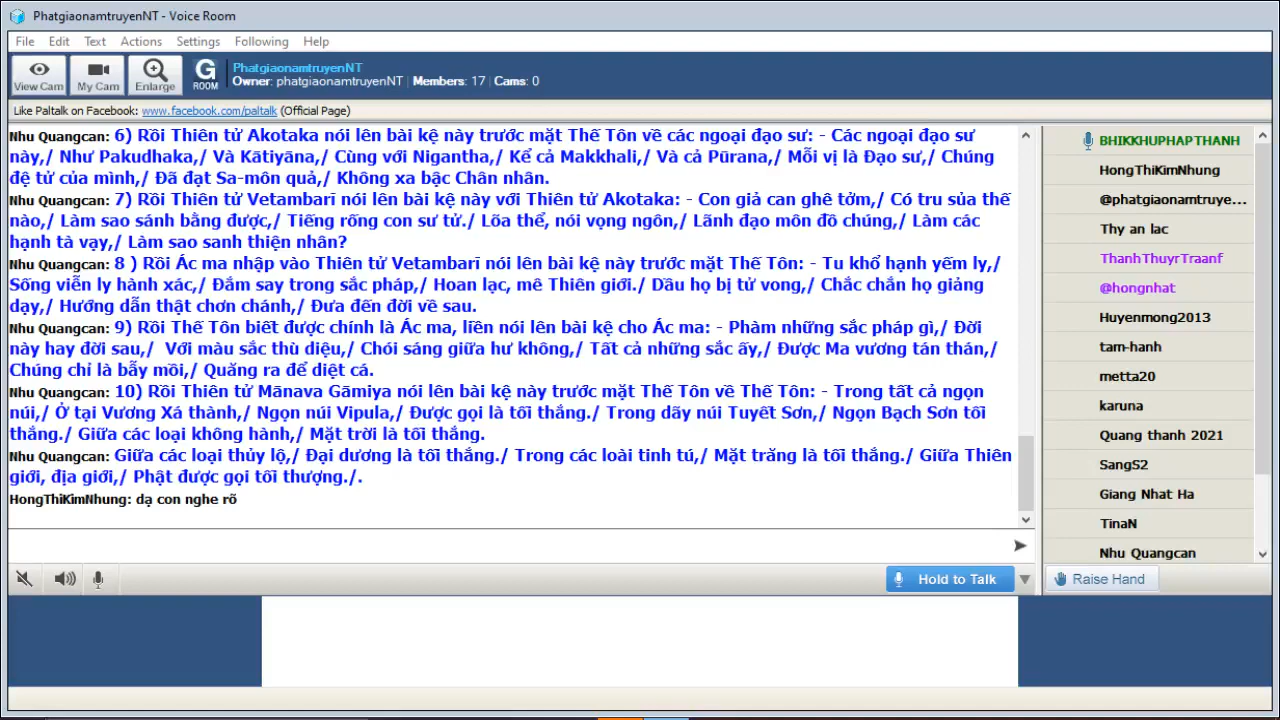 PhatgiaonamtruyenNT - Voice Room
File Edit Text Actions Settings Following Help
View Cam My Cam Enlarge G ROOM
PhatgiaonamtruyenNT
Owner: phatgiaonamtruyenNT Members: 17 Cams: 0
Like Paltalk on Facebook: www.facebook.com/paltalk (Official Page)
Nhu Quangcan: 6) Rồi Thiên tử Akotaka nói lên bài kệ này trước mặt Thế Tôn về các ngoại đạo sư: - Các ngoại đạo sư
này,/ Như Pakudhaka,/ Và Kātiyāna,/ Cùng với Nigantha,/ Kể cả Makkhali,/ Và cả Pūrana,/ Mỗi vị là Đạo sư,/ Chúng
đệ tử của mình,/ Đã đạt Sa-môn quả,/ Không xa bậc Chân nhân.
Nhu Quangcan: 7) Rồi Thiên tử Vetambarī nói lên bài kệ này với Thiên tử Akotaka: - Con giả can ghê tởm,/ Có tru sủa thế
nào,/ Làm sao sánh bằng được,/ Tiếng rống con sư tử./ Lõa thể, nói vọng ngôn,/ Lãnh đạo môn đồ chúng,/ Làm các
hạnh tà vạy,/ Làm sao sanh thiện nhân?
Nhu Quangcan: 8 ) Rồi Ác ma nhập vào Thiên tử Vetambarī nói lên bài kệ này trước mặt Thế Tôn: - Tu khổ hạnh yếm ly,/
Sống viễn ly hành xác,/ Đắm say trong sắc pháp,/ Hoan lạc, mê Thiên giới./ Dầu họ bị tử vong,/ Chắc chắn họ giảng
dạy,/ Hướng dẫn thật chơn chánh,/ Đưa đến đời về sau.
Nhu Quangcan: 9) Rồi Thế Tôn biết được chính là Ác ma, liền nói lên bài kệ cho Ác ma: - Phàm những sắc pháp gì,/ Đời
này hay đời sau,/ Với màu sắc thù diệu,/ Chói sáng giữa hư không,/ Tất cả những sắc ấy,/ Được Ma vương tán thán,/
Chúng chỉ là bẫy mồi,/ Quăng ra để diệt cá.
Nhu Quangcan: 10) Rồi Thiên tử Mānava Gāmiya nói lên bài kệ này trước mặt Thế Tôn về Thế Tôn: - Trong tất cả ngọn
núi,/ Ở tại Vương Xá thành,/ Ngọn núi Vipula,/ Được gọi là tối thắng./ Trong dãy núi Tuyết Sơn,/ Ngọn Bạch Sơn tối
thắng./ Giữa các loại không hành,/ Mặt trời là tối thắng.
Nhu Quangcan: Giữa các loại thủy lộ,/ Đại dương là tối thắng./ Trong các loài tinh tú,/ Mặt trăng là tối thắng./ Giữa Thiên
giới, địa giới,/ Phật được gọi tối thượng./.
HongThiKimNhung: dạ con nghe rõ
BHIKKHUPHAPTHANH
HongThiKimNhung
@phatgiaonamtruye...
Thy an lac
ThanhThuyrTraanf
@hongnhat
Huyenmong2013
tam-hanh
metta20
karuna
Quang thanh 2021
SangS2
Giang Nhat Ha
TinaN
Nhu Quangcan
Hold to Talk
Raise Hand